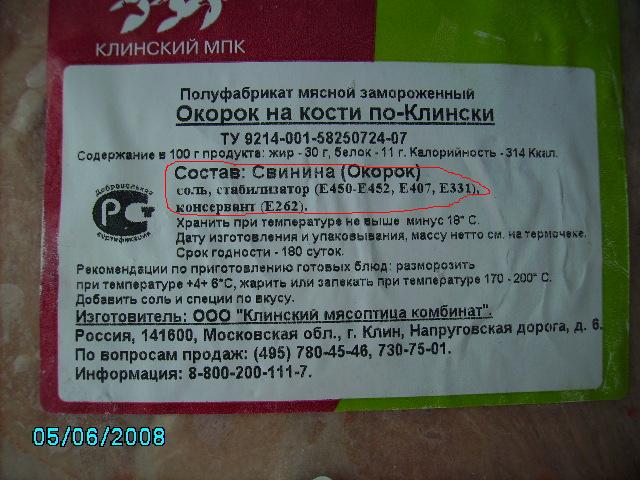 КЛИНСКИЙ МПК
Полуфабрикат мясной замороженный
Окорок на кости по-Клински
ТУ 9214-001-58250724-07
Содержание в 100 г продукте: жир - 30 г, белок - 11 г. Калорийность - 314 Ккал.
Состав: Свинина (Окорок)
соль, стабилизатор (Е450-Е452, Е407, Е331),
консервант (Е262).
Добровольная
РСТ
сертификация
Хранить при температуре не выше минус 18° С.
Дату изготовления и упаковывания, массу нетто см. на термочеке.
Срок годности - 180 суток.
Рекомендации по приготовлению готовых блюд: разморозить
при температуре +4+ 6°С, жарить или запекать при температуре 170 - 200° С.
Добавить соль и специи по вкусу.
Изготовитель: ООО "Клинский мясоптица комбинат".
Россия, 141600, Московская обл., г. Клин, Напруговская дорога, д. 6.
По вопросам продаж: (495) 780-45-46, 730-75-01.
Информация: 8-800-200-111-7.
05/06/2008